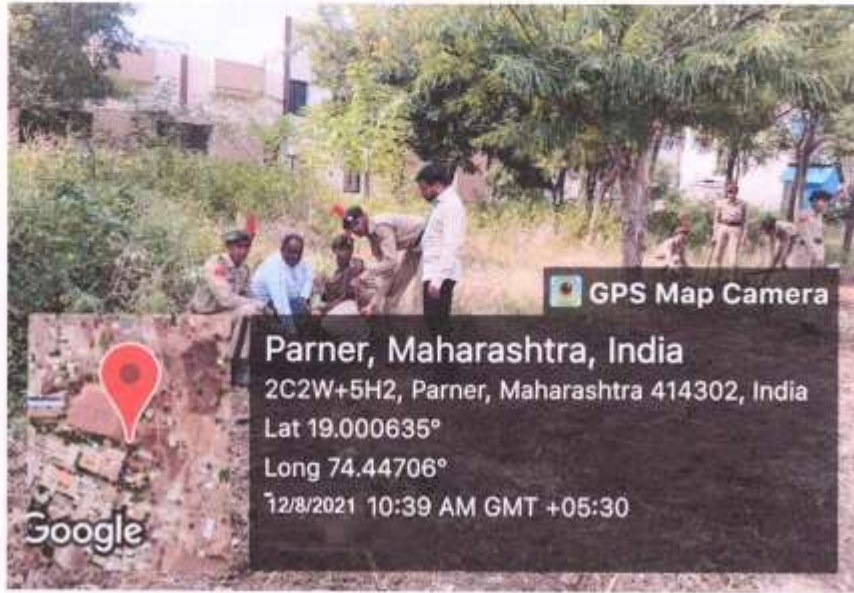 GPS Map Camera
Parner, Maharashtra, India
2C2W+5H2, Parner, Maharashtra 414302, India
Lat 19.000635°
Long 74.44706°
12/8/2021 10:39 AM GMT +05:30
Google